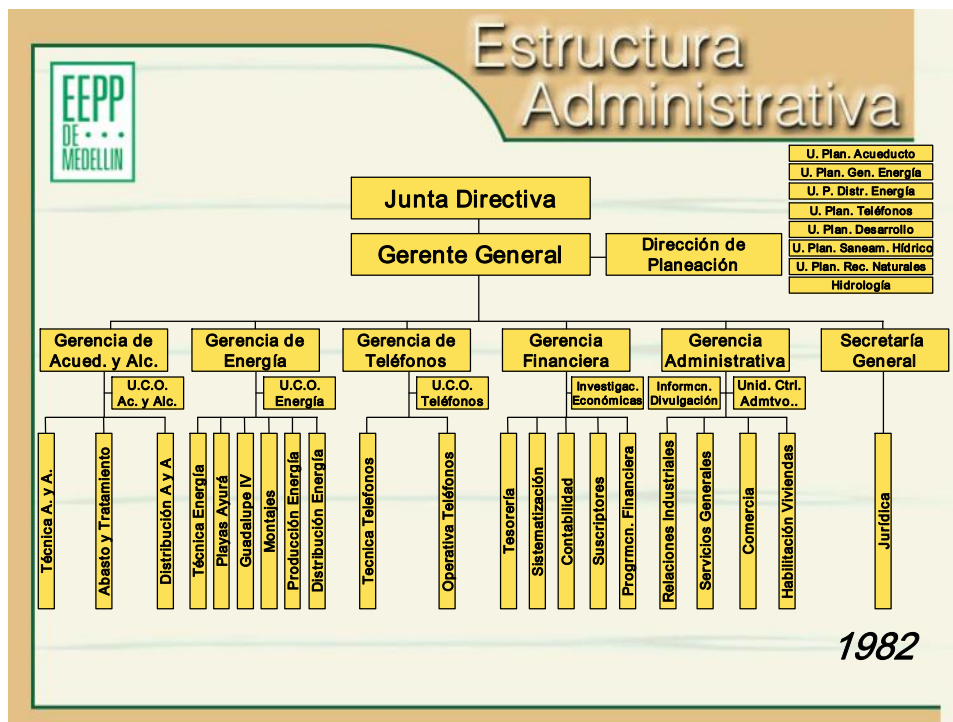 Estructura
Administrativa
EEPP
DE•••
MEDELLIN
U. Plan. Acueducto
U. Plan. Gen. Energía
U. P. Distr. Energía
U. Plan. Teléfonos
U. Plan. Desarrollo
U. Plan. Saneam. Hídrico
U. Plan. Rec. Naturales
Hidrología
Junta Directiva
Gerente General
Dirección de
Planeación
Gerencia de
Acued. y Alc.
Gerencia de
Energía
Gerencia de
Teléfonos
Gerencia
Financiera
Gerencia
Administrativa
Secretaría
General
U.C.O.
Ac. y Alc.
U.C.O.
Energía
U.C.O.
Teléfonos
Investigac.
Económicas
Informcn.
Divulgación
Unid. Ctrl.
Admtvo..
Técnica A. y A.
Abasto y Tratamiento
Distribución A y A
Técnica Energía
Playas Ayurá
Guadalupe IV
Montajes
Producción Energía
Distribución Energía
Tecnica Telefonos
Operativa Teléfonos
Tesorería
Sistematización
Contabilidad
Suscriptores
Progrmcn. Financiera
Relaciones Industriales
Servicios Generales
Comercia
Habilitación Viviendas
Jurídica
1982